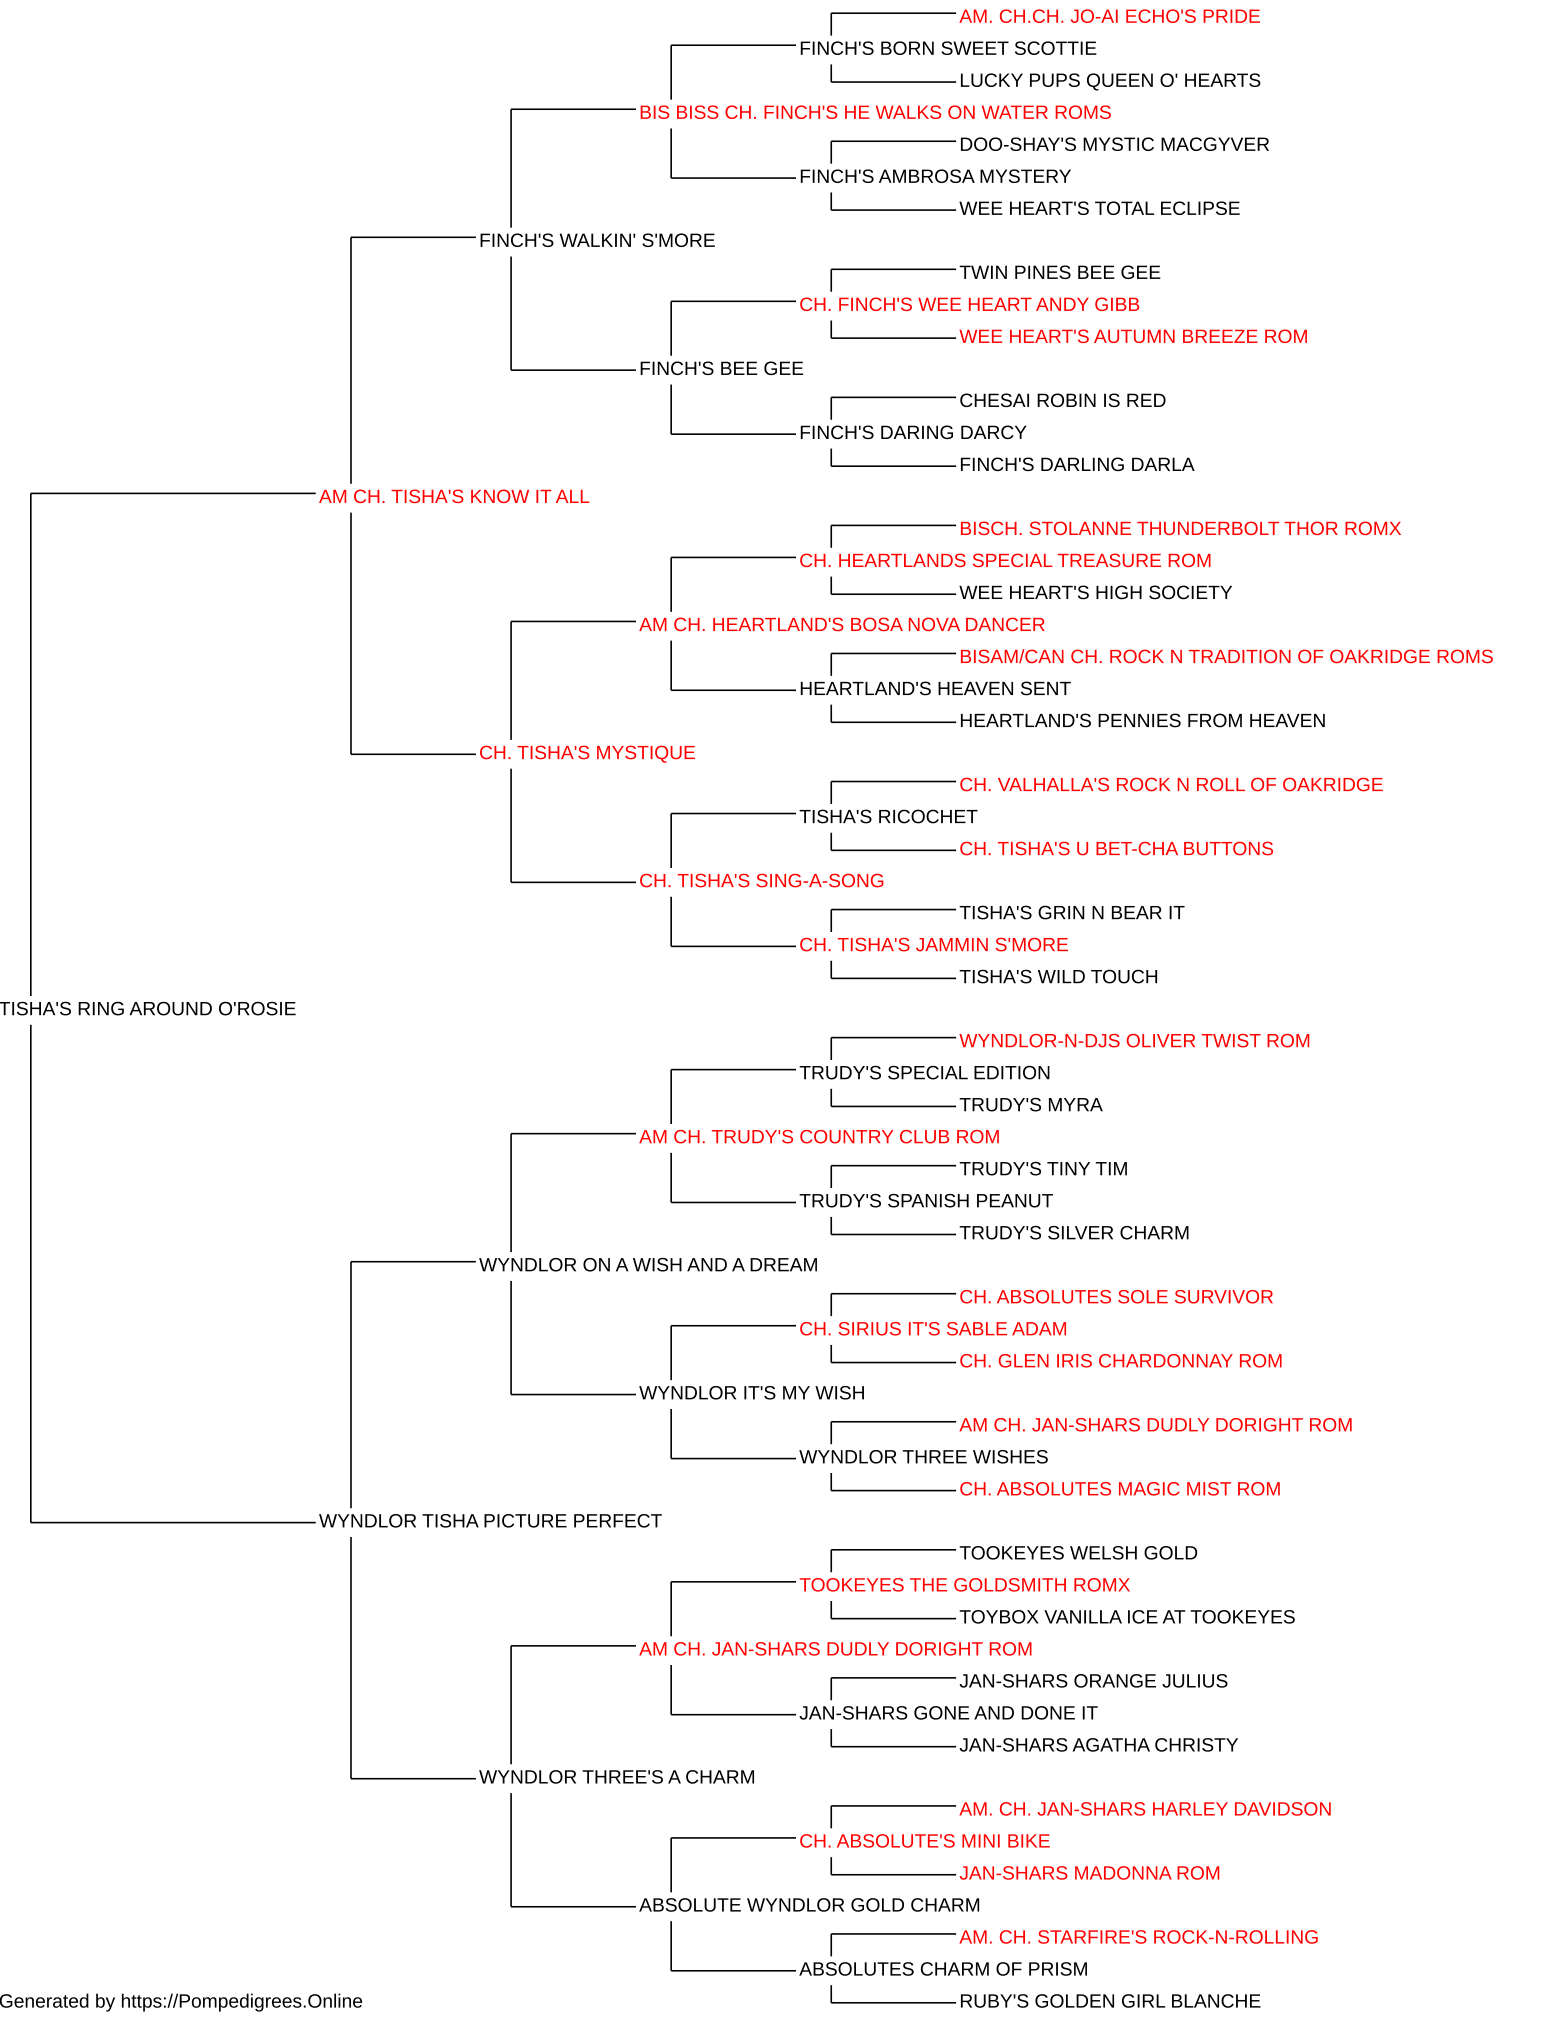 AM. CH.CH. JO-AI ECHO'S PRIDE
FINCH'S BORN SWEET SCOTTIE
LUCKY PUPS QUEEN O' HEARTS
BIS BISS CH. FINCH'S HE WALKS ON WATER ROMS
DOO-SHAY'S MYSTIC MACGYVER
FINCH'S AMBROSA MYSTERY
WEE HEART'S TOTAL ECLIPSE
FINCH'S WALKIN' S'MORE
TWIN PINES BEE GEE
CH. FINCH'S WEE HEART ANDY GIBB
WEE HEART'S AUTUMN BREEZE ROM
FINCH'S BEE GEE
CHESAI ROBIN IS RED
FINCH'S DARING DARCY
FINCH'S DARLING DARLA
AM CH. TISHA'S KNOW IT ALL
BISCH. STOLANNE THUNDERBOLT THOR ROMX
CH. HEARTLANDS SPECIAL TREASURE ROM
WEE HEART'S HIGH SOCIETY
AM CH. HEARTLAND'S BOSA NOVA DANCER
BISAM/CAN CH. ROCK N TRADITION OF OAKRIDGE ROMS
HEARTLAND'S HEAVEN SENT
HEARTLAND'S PENNIES FROM HEAVEN
CH. TISHA'S MYSTIQUE
CH. VALHALLA'S ROCK N ROLL OF OAKRIDGE
TISHA'S RICOCHET
CH. TISHA'S U BET-CHA BUTTONS
CH. TISHA'S SING-A-SONG
TISHA'S GRIN N BEAR IT
CH. TISHA'S JAMMIN S'MORE
TISHA'S WILD TOUCH
TISHA'S RING AROUND O'ROSIE
WYNDLOR-N-DJS OLIVER TWIST ROM
TRUDY'S SPECIAL EDITION
TRUDY'S MYRA
AM CH. TRUDY'S COUNTRY CLUB ROM
TRUDY'S TINY TIM
TRUDY'S SPANISH PEANUT
TRUDY'S SILVER CHARM
WYNDLOR ON A WISH AND A DREAM
CH. ABSOLUTES SOLE SURVIVOR
CH. SIRIUS IT'S SABLE ADAM
CH. GLEN IRIS CHARDONNAY ROM
WYNDLOR IT'S MY WISH
AM CH. JAN-SHARS DUDLY DORIGHT ROM
WYNDLOR THREE WISHES
CH. ABSOLUTES MAGIC MIST ROM
WYNDLOR TISHA PICTURE PERFECT
TOOKEYES WELSH GOLD
TOOKEYES THE GOLDSMITH ROMX
TOYBOX VANILLA ICE AT TOOKEYES
AM CH. JAN-SHARS DUDLY DORIGHT ROM
JAN-SHARS ORANGE JULIUS
JAN-SHARS GONE AND DONE IT
JAN-SHARS AGATHA CHRISTY
WYNDLOR THREE'S A CHARM
AM. CH. JAN-SHARS HARLEY DAVIDSON
CH. ABSOLUTE'S MINI BIKE
JAN-SHARS MADONNA ROM
ABSOLUTE WYNDLOR GOLD CHARM
AM. CH. STARFIRE'S ROCK-N-ROLLING
ABSOLUTES CHARM OF PRISM
RUBY'S GOLDEN GIRL BLANCHE
Generated by https://Pompedigrees.Online